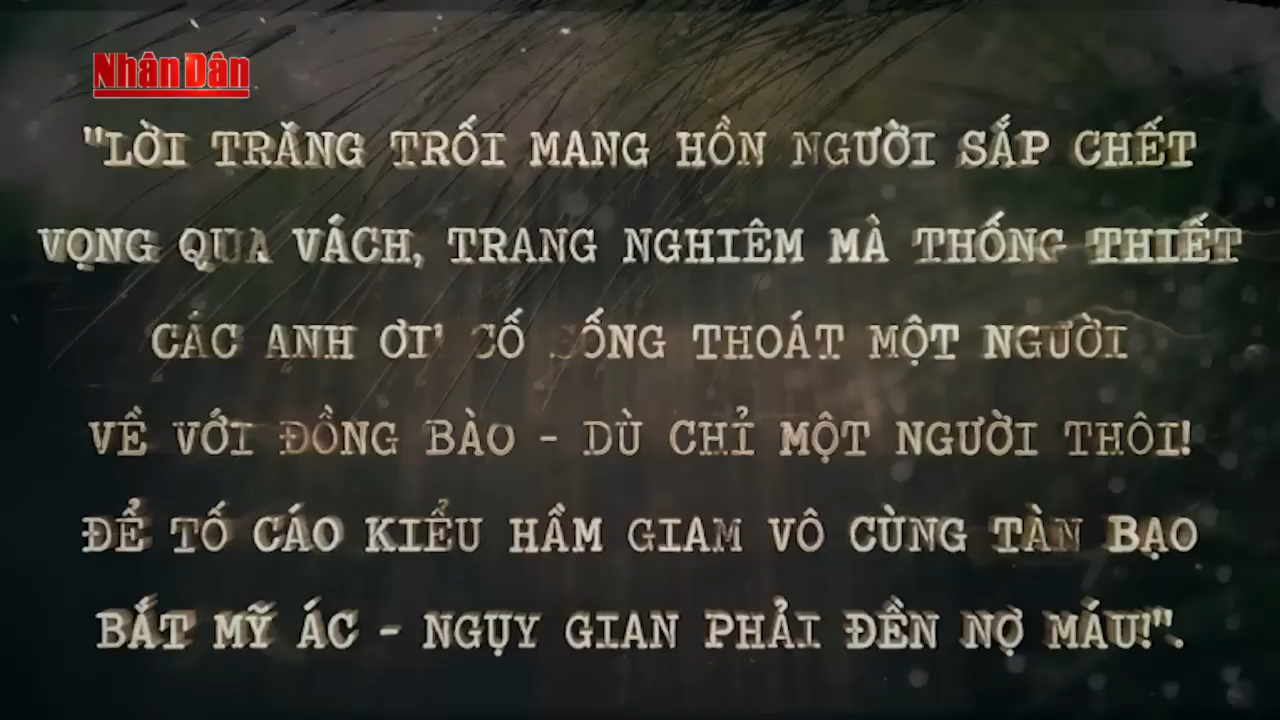 Nhân Dân
"LỜI TRĂNG TRỐI MANG HỒN NGƯỜI SẮP CHẾT
VỌNG QUA VÁCH, TRANG NGHIÊM MÀ THỐNG THIẾT
CÁC ANH ƠI' CỐ SỐNG THOÁT MỘT NGƯỜI
VỀ VỚI ĐỒNG BÀO - DÙ CHỈ MỘT NGƯỜI THÔI!
ĐỂ TỐ CÁO KIỂU HẦM GIAM VÔ CÙNG TÀN BẠO
BẮT MỸ ÁC - NGỤY GIAN PHẢI ĐỀN NỢ MÁU!".